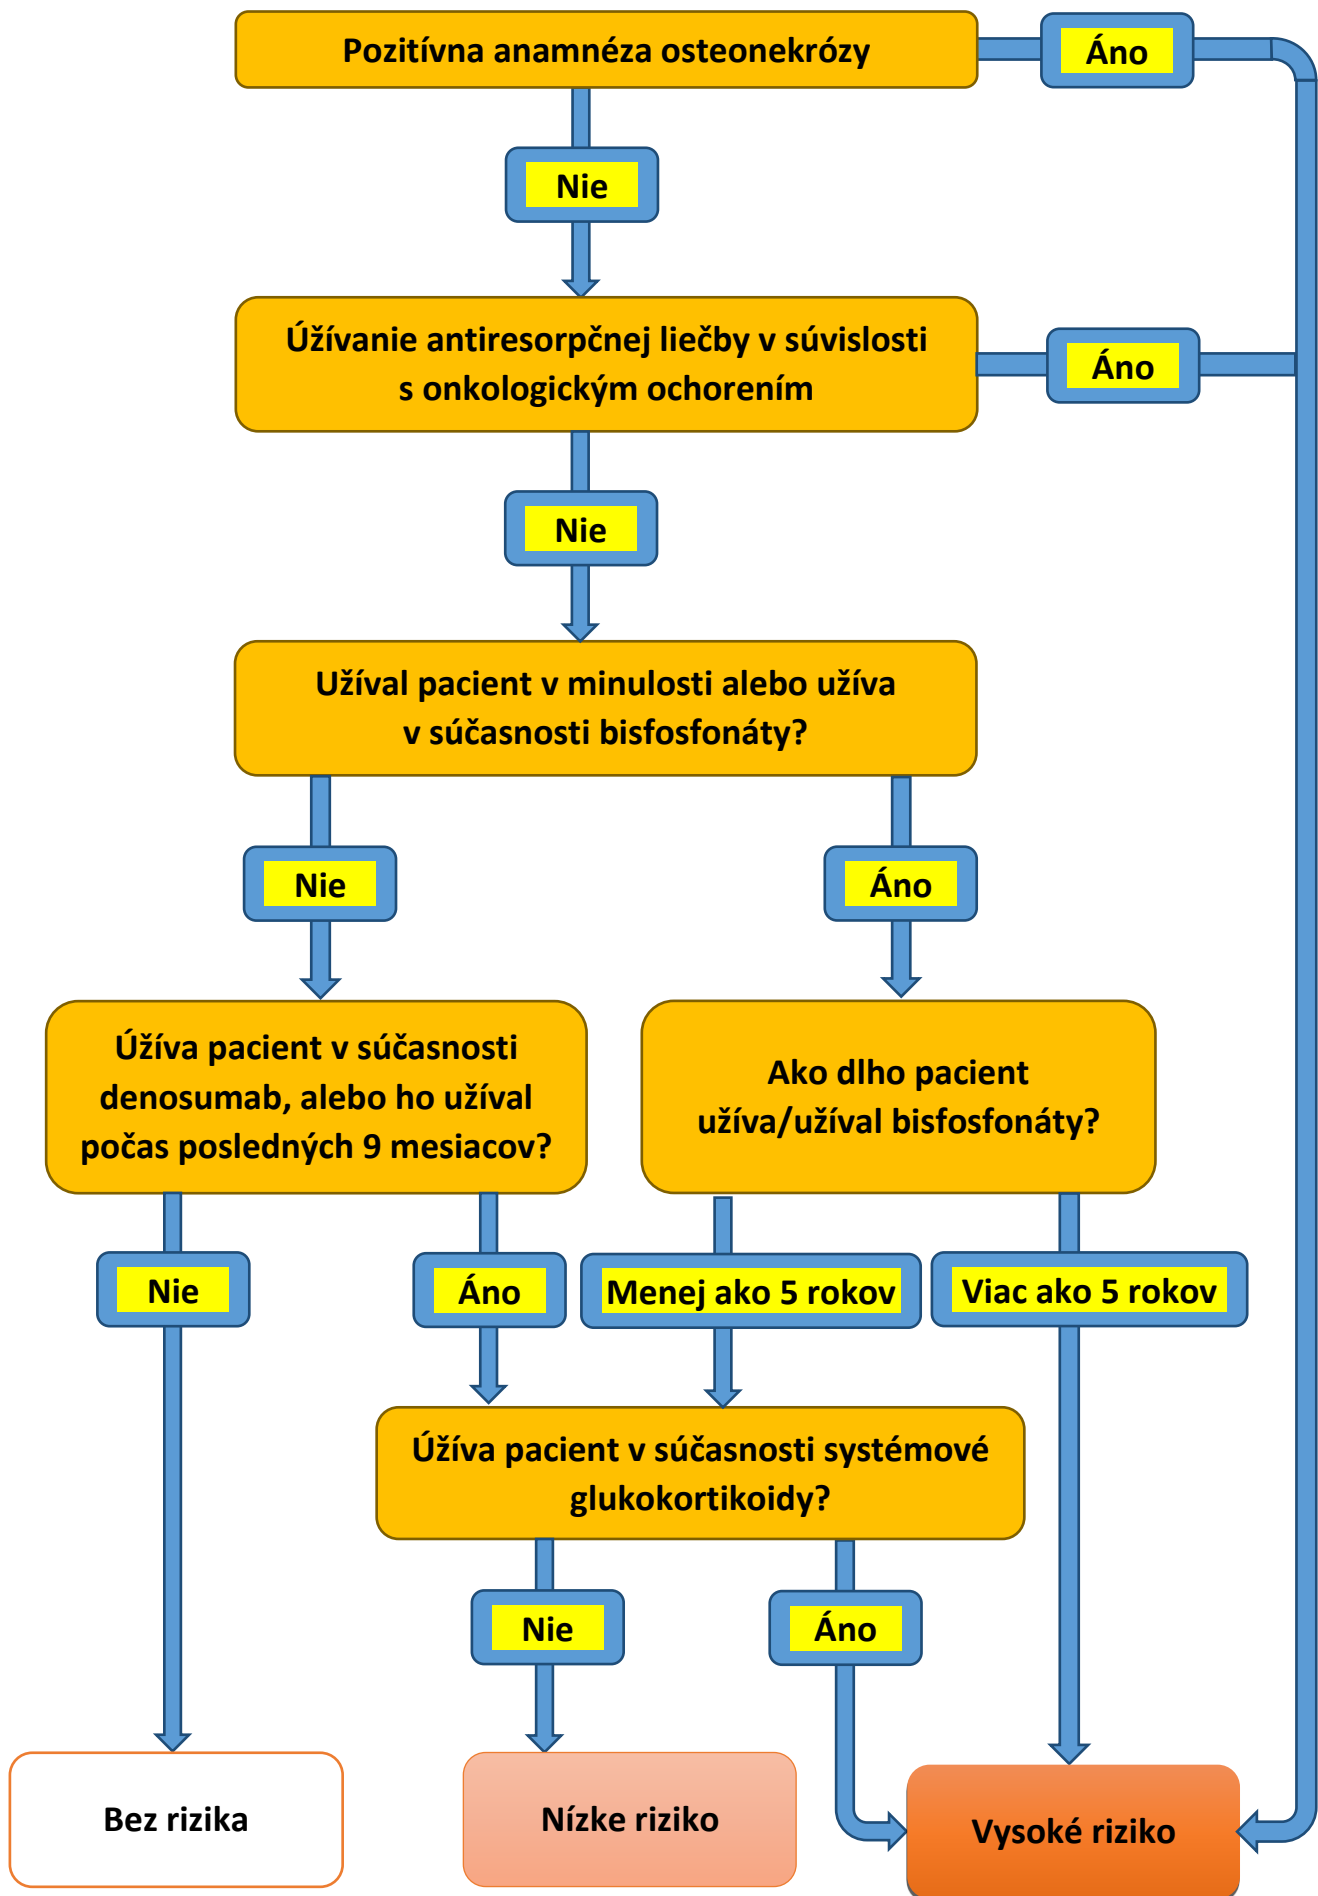 Pozitívna anamnéza osteonekrózy
Áno
Nie
Úžívanie antiresorpčnej liečby v súvislosti
s onkologickým ochorením
Áno
Nie
Užíval pacient v minulosti alebo užíva
v súčasnosti bisfosfonáty?
Nie
Áno
Úžíva pacient v súčasnosti
denosumab, alebo ho užíval
počas posledných 9 mesiacov?
Ako dlho pacient
užíva/užíval bisfosfonáty?
Nie
Áno
Menej ako 5 rokov
Viac ako 5 rokov
Úžíva pacient v súčasnosti systémové
glukokortikoidy?
Nie
Áno
Bez rizika
Nízke riziko
Vysoké riziko